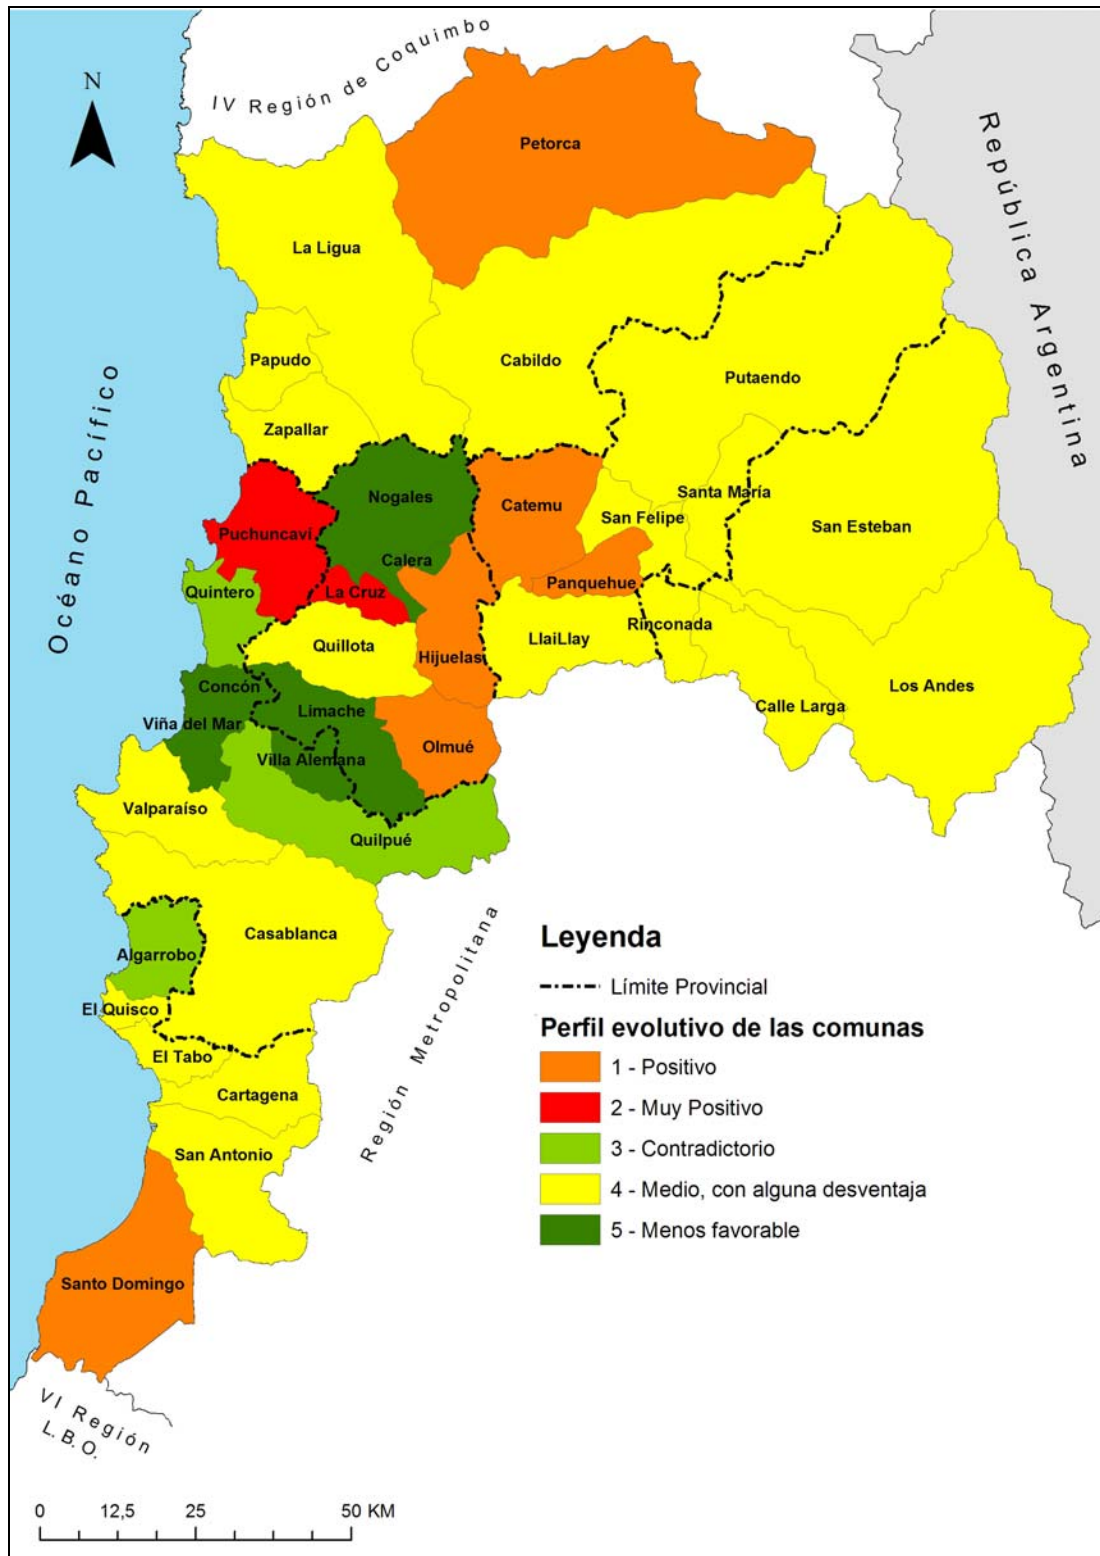 IV Región de Coquimbo
N
República Argentina
Océano Pacífico
Petorca
La Ligua
Papudo
Cabildo
Putaendo
Zapallar
Nogales
Catemu
Santa María
San Felipe
San Esteban
Puchuncaví
Calera
Quintero
La Cruz
Panquehue
Quillota
Hijuelas
LlaiLlay
Rinconada
Concón
Limache
Calle Larga
Los Andes
Viña del Mar
Villa Alemana
Olmué
Valparaíso
Quilpué
Casablanca
Algarrobo
El Quisco
El Tabo
Cartagena
San Antonio
Santo Domingo
Región Metropolitana
VI Región
L. B. O.
Leyenda
Límite Provincial
Perfil evolutivo de las comunas
1 - Positivo
2 - Muy Positivo
3 - Contradictorio
4 - Medio, con alguna desventaja
5 - Menos favorable
0 12,5 25 50 KM